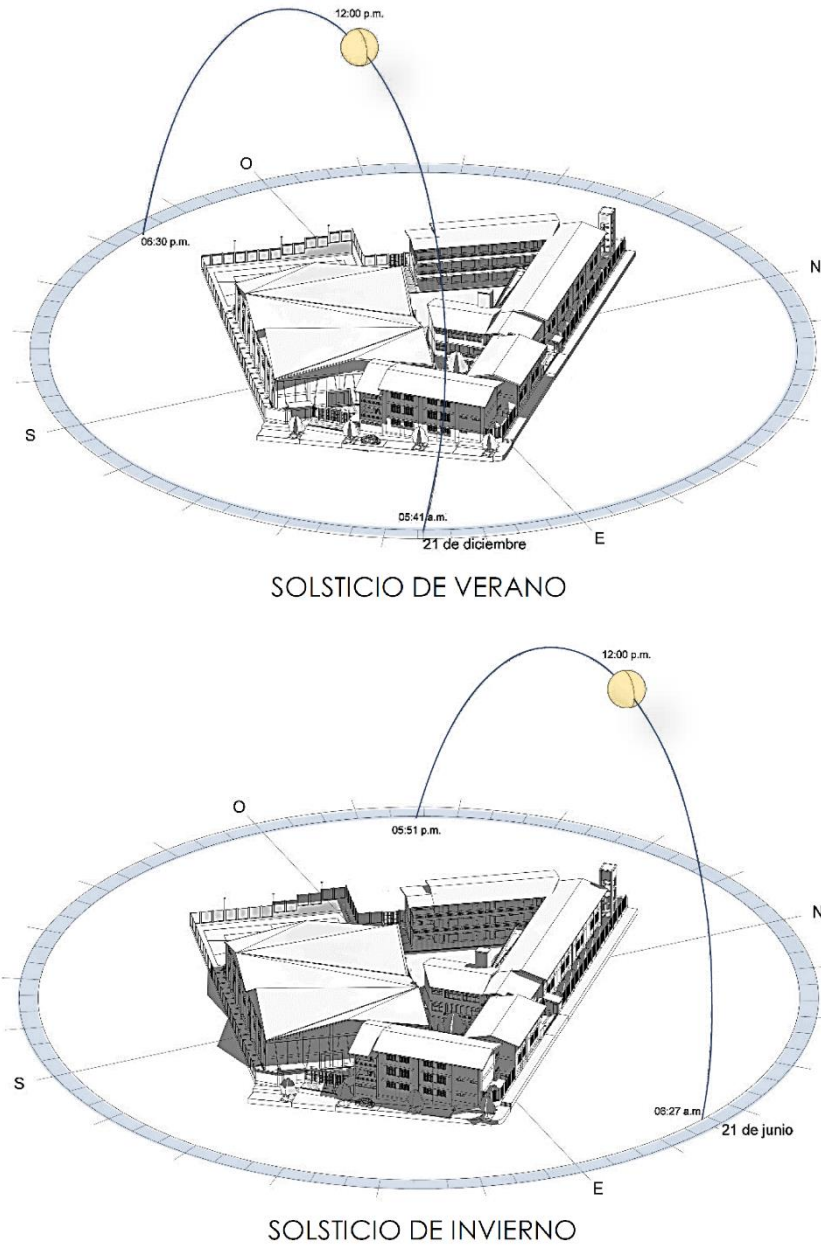 12:00 p.m.
O
06:30 p.m.
N
S
05:41 a.m.
21 de diciembre
E
SOLSTICIO DE VERANO
12:00 p.m.
O
05:51 p.m.
N
S
06:27 a.m.
21 de junio
E
SOLSTICIO DE INVIERNO